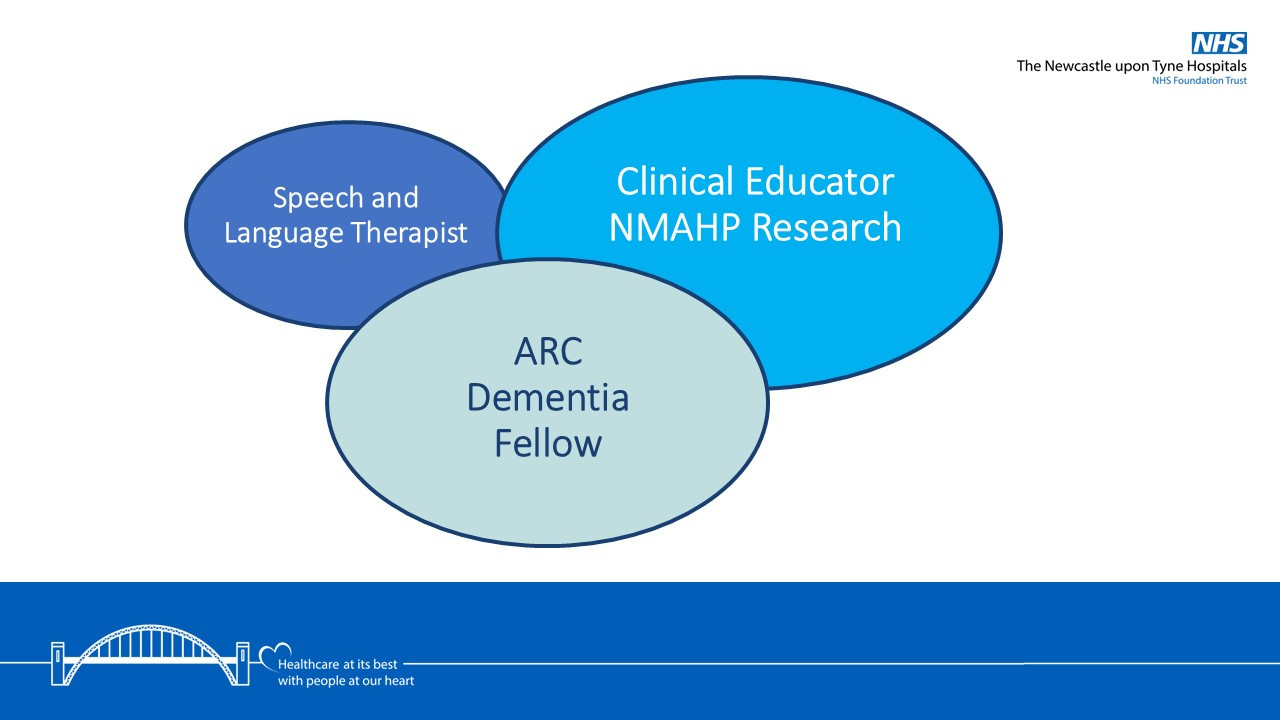 NHS
The Newcastle upon Tyne Hospitals
NHS Foundation Trust
Speech and
Language Therapist
Clinical Educator
NMAHP Research
ARC
Dementia
Fellow
Healthcare at its best
with people at our heart